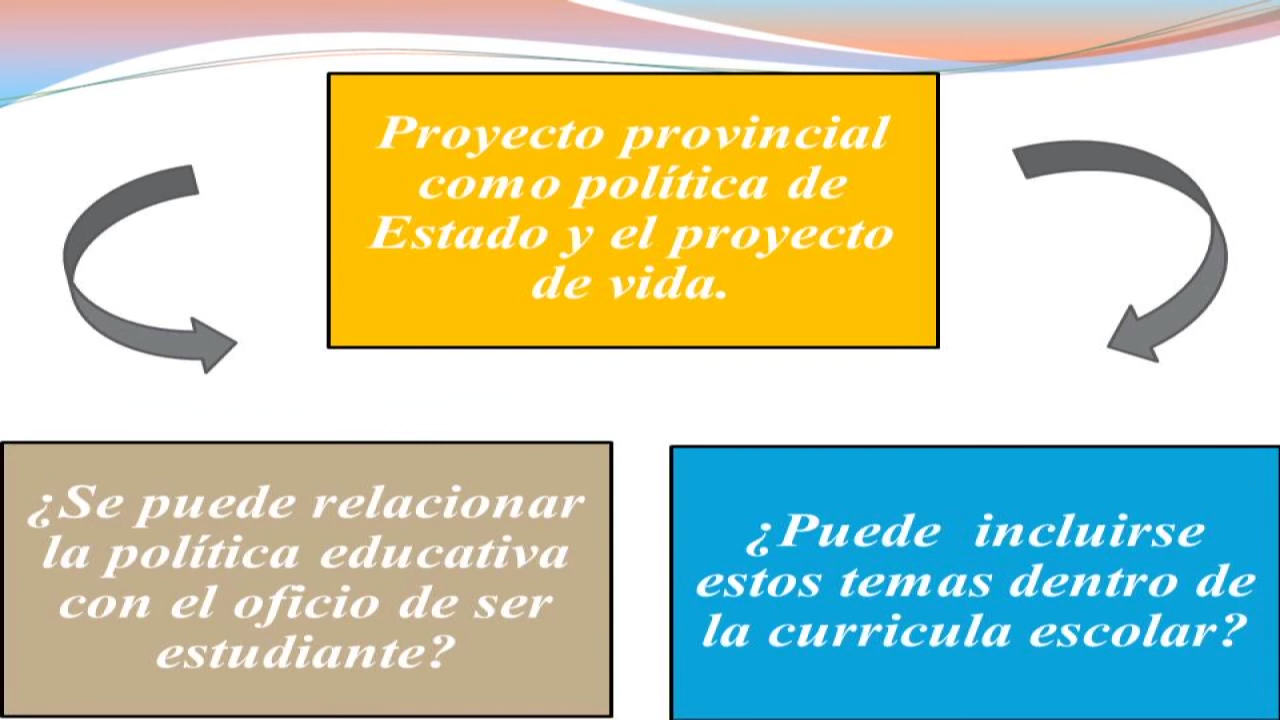 Proyecto provincial
como política de
Estado y el proyecto
de vida.
¿Se puede relacionar
la política educativa
con el oficio de ser
estudiante?
¿Puede  incluirse
estos temas dentro de
la curricula escolar?